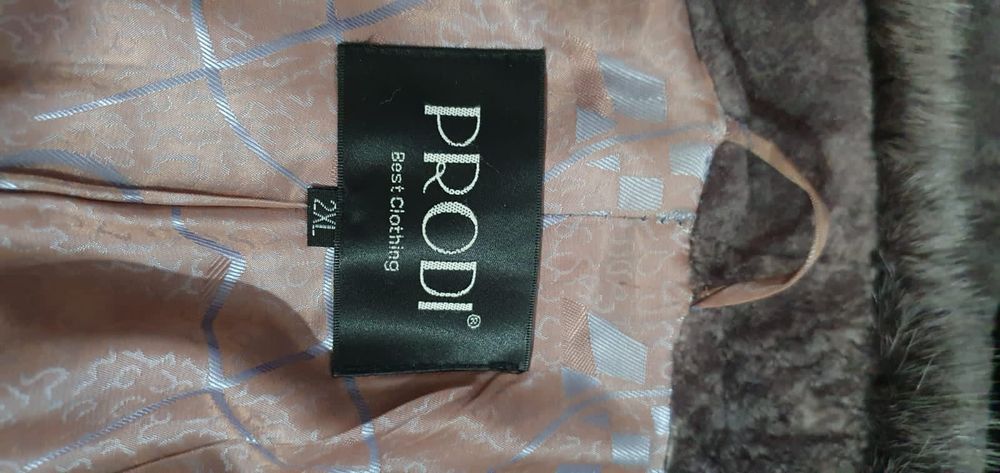 PRODI®
Best Clothing
2XL